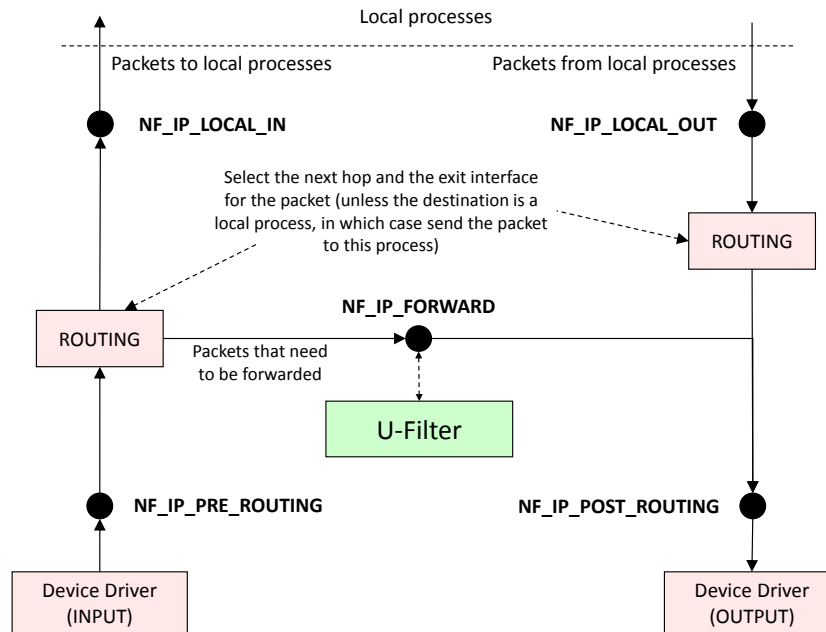 Local processes
Packets to local processes
Packets from local processes
NF_IP_LOCAL_IN
NF_IP_LOCAL_OUT
Select the next hop and the exit interface
for the packet (unless the destination is a
local process, in which case send the packet
to this process)
ROUTING
NF_IP_FORWARD
ROUTING
Packets that need
to be forwarded
U-Filter
NF_IP_PRE_ROUTING
NF_IP_POST_ROUTING
Device Driver
(INPUT)
Device Driver
(OUTPUT)